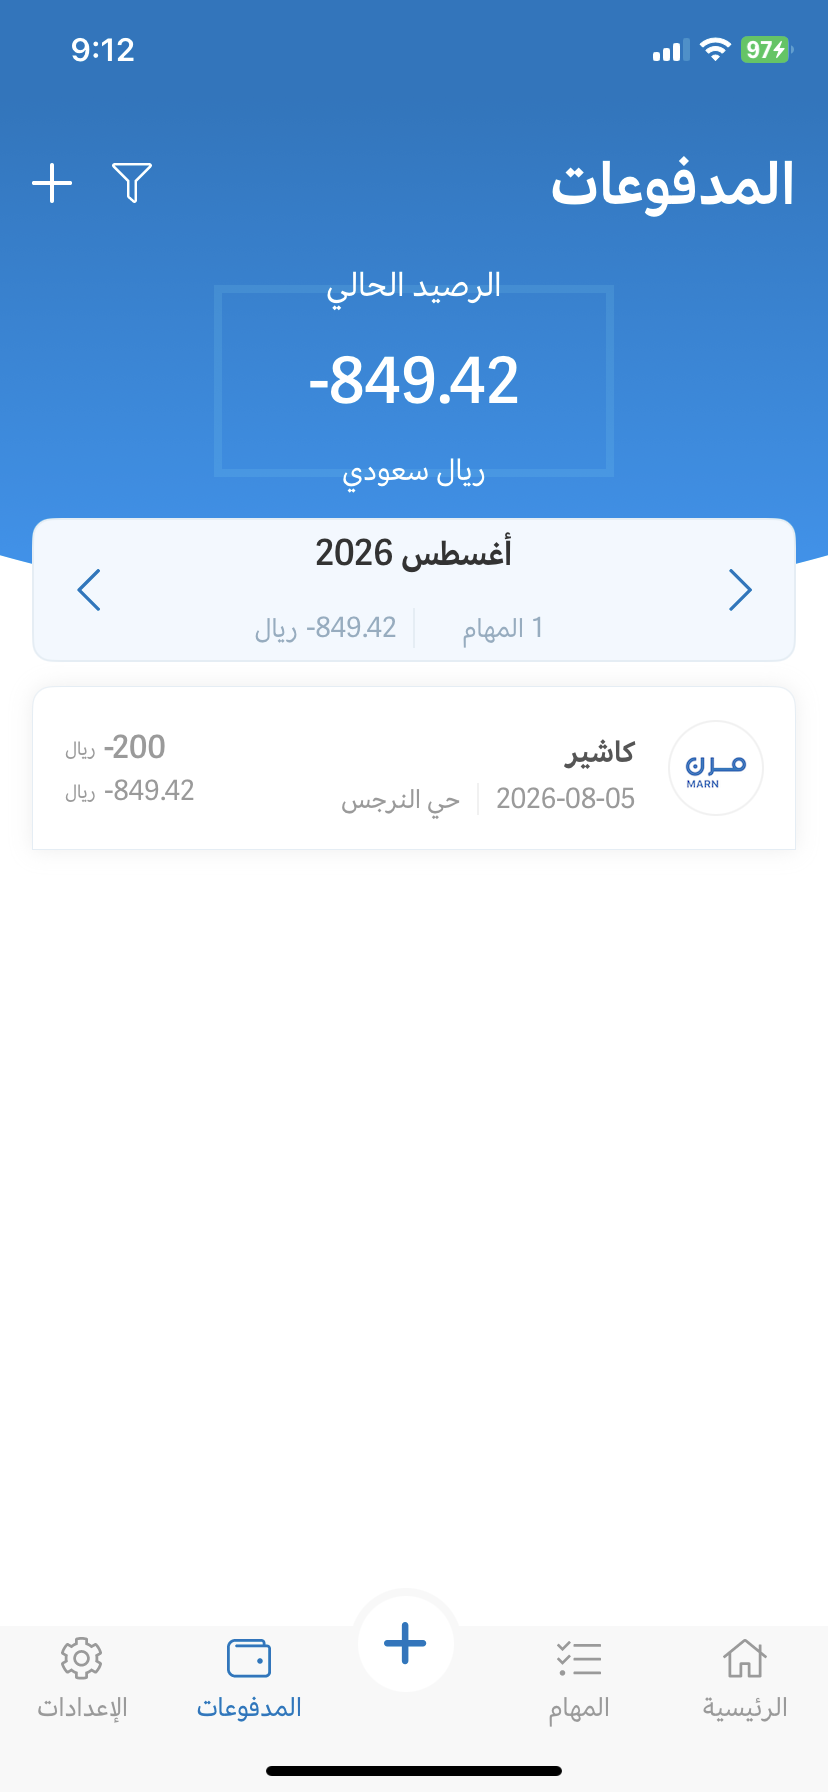 9:12
97
المدفوعات
الرصيد الحالي
-849.42
ريال سعودي
أغسطس 2026
1 المهام
-849.42 ريال
مرن
MARN
كاشير
2026-08-05
حي النرجس
-200 ريال
-849.42 ريال
الرئيسية
المهام
المدفوعات
الإعدادات